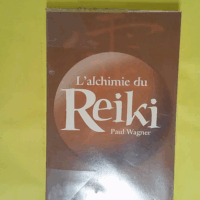 L'alchimie du
Reiki
Paul Wagner